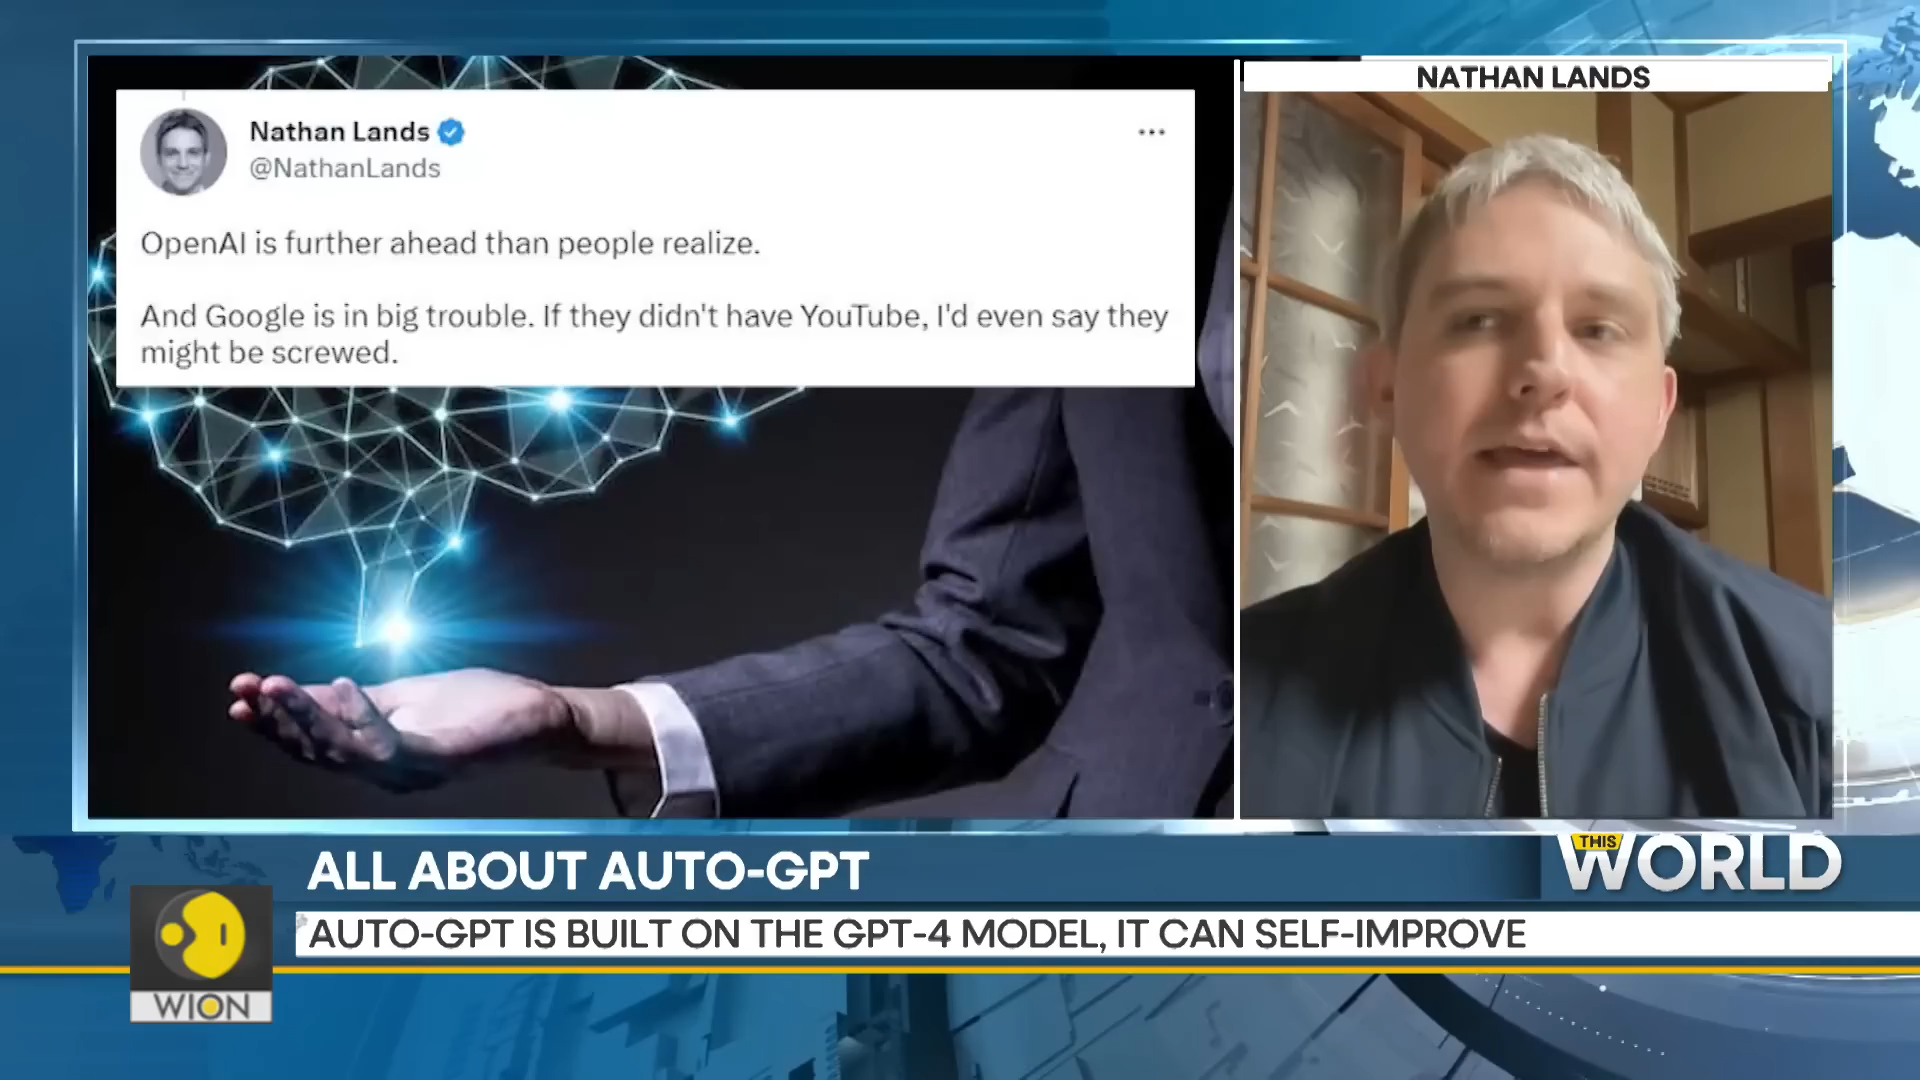 NATHAN LANDS
Nathan Lands
@NathanLands
OpenAI is further ahead than people realize.
And Google is in big trouble. If they didn't have YouTube, I'd even say they
might be screwed.
ALL ABOUT AUTO-GPT
THIS
WORLD
AUTO-GPT IS BUILT ON THE GPT-4 MODEL, IT CAN SELF-IMPROVE
WION